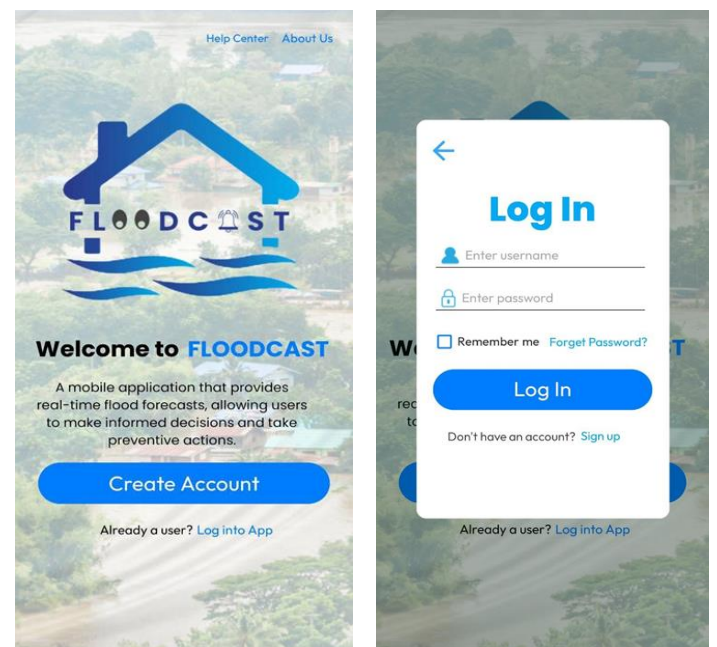 Help Center About Us
FLOODCAST
Welcome to FLOODCAST
A mobile application that provides
real-time flood forecasts, allowing users
to make informed decisions and take
preventive actions.
Create Account
Already a user? Log into App
Log In
Enter username
Enter password
Remember me Forget Password?
Log In
Don't have an account? Sign up
Already a user? Log into App